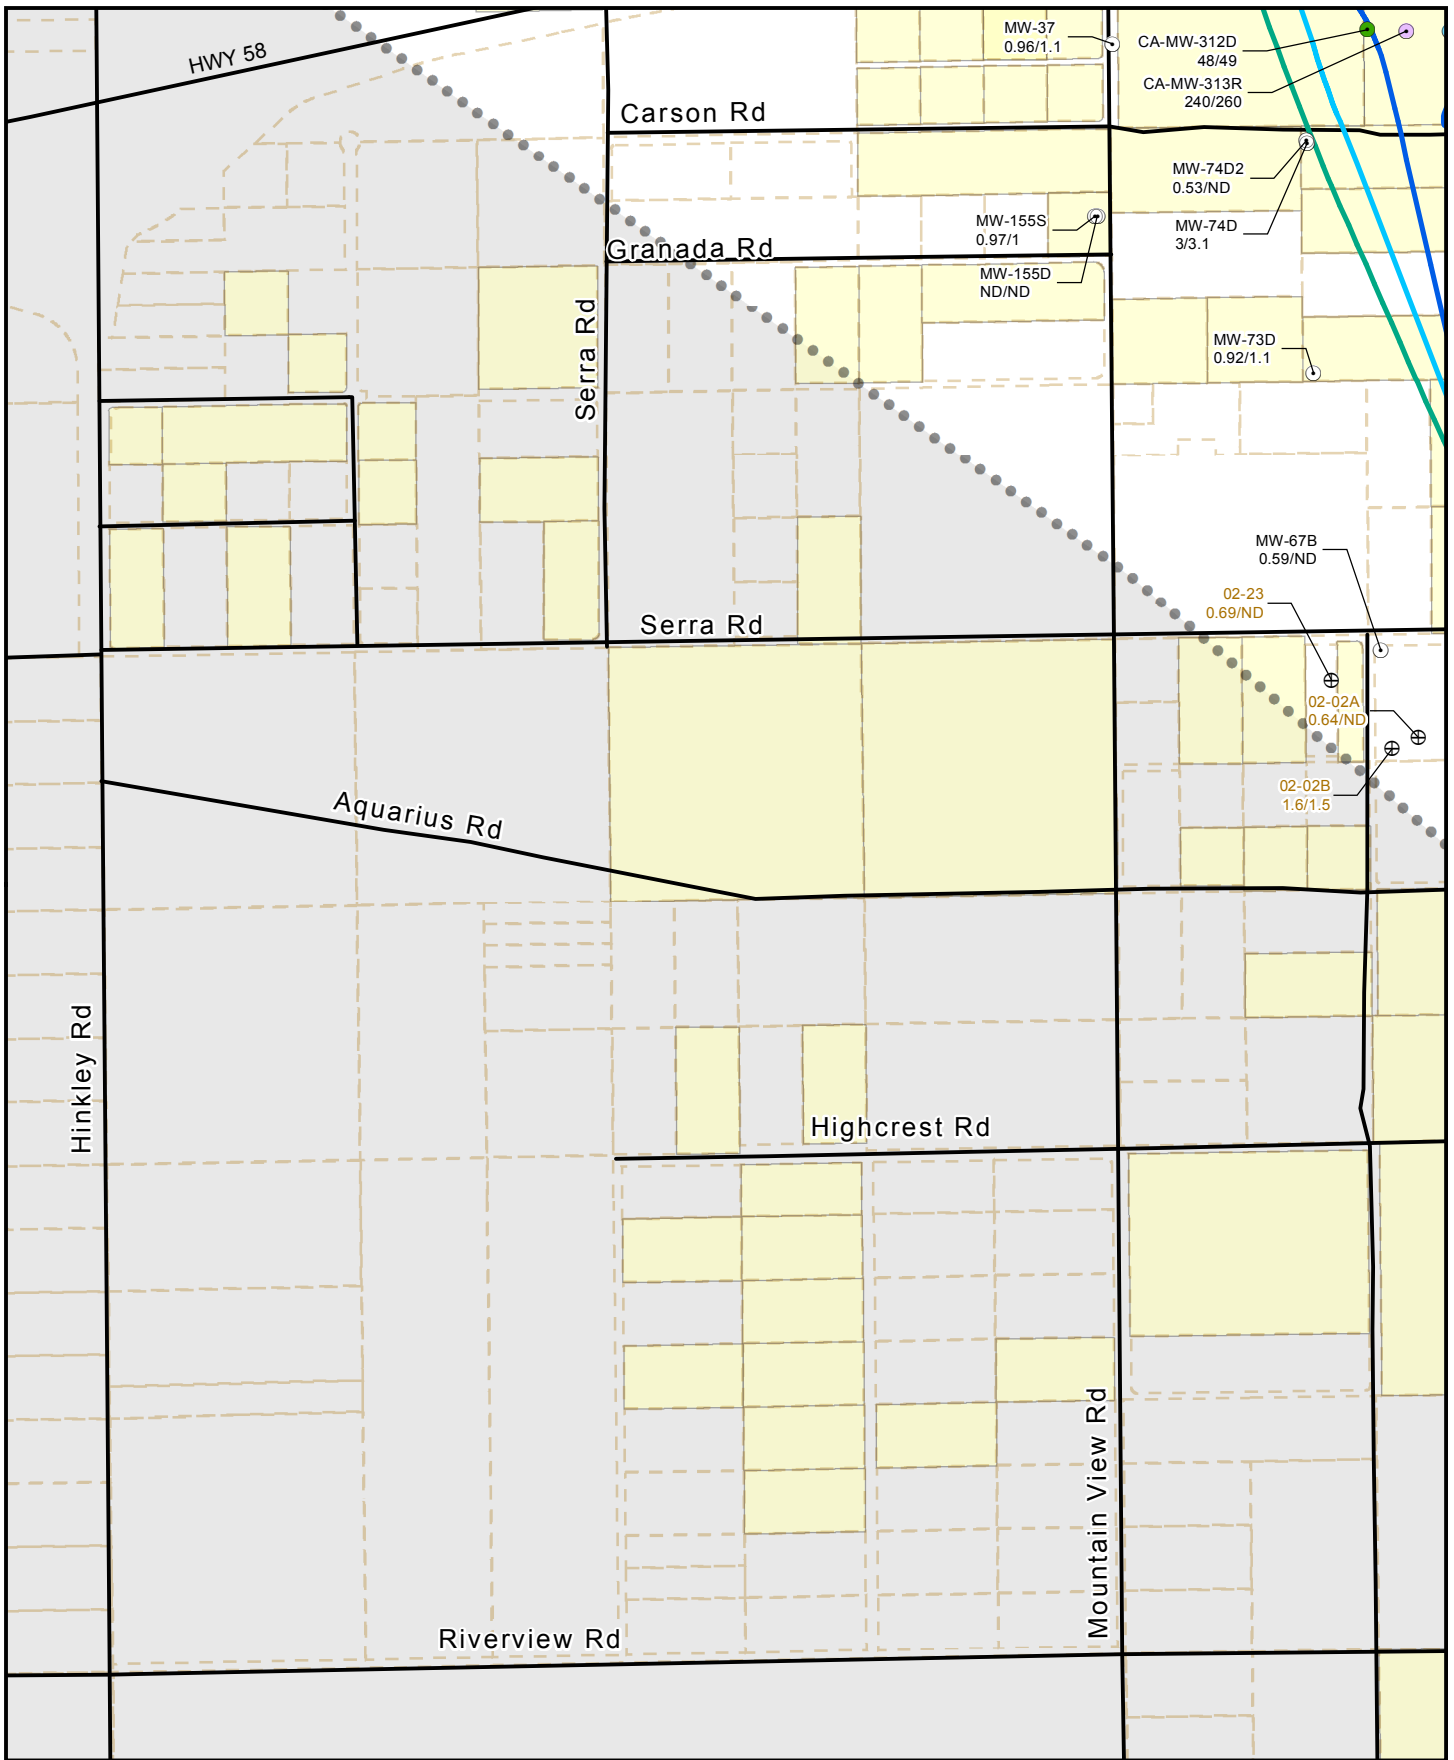 MW-37
0.96/1.1
CA-MW-312D
48/49
HWY 58
CA-MW-313R
240/260
Carson Rd
MW-74D2
0.53/ND
MW-155S
0.97/1
MW-74D
3/3.1
Granada Rd
MW-155D
ND/ND
Serra Rd
MW-73D
0.92/1.1
MW-67B
0.59/ND
02-23
0.69/ND
Serra Rd
02-02A
0.64/ND
02-02B
1.6/1.5
Aquarius Rd
Hinkley Rd
Highcrest Rd
Mountain View Rd
Riverview Rd